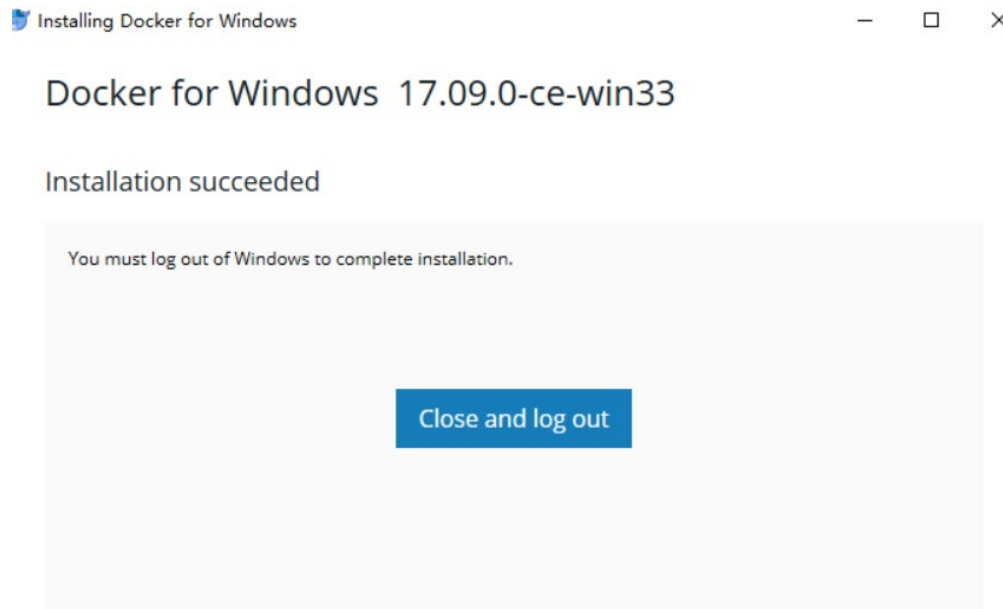 Installing Docker for Windows
Docker for Windows 17.09.0-ce-win33
Installation succeeded
You must log out of Windows to complete installation.
Close and log out